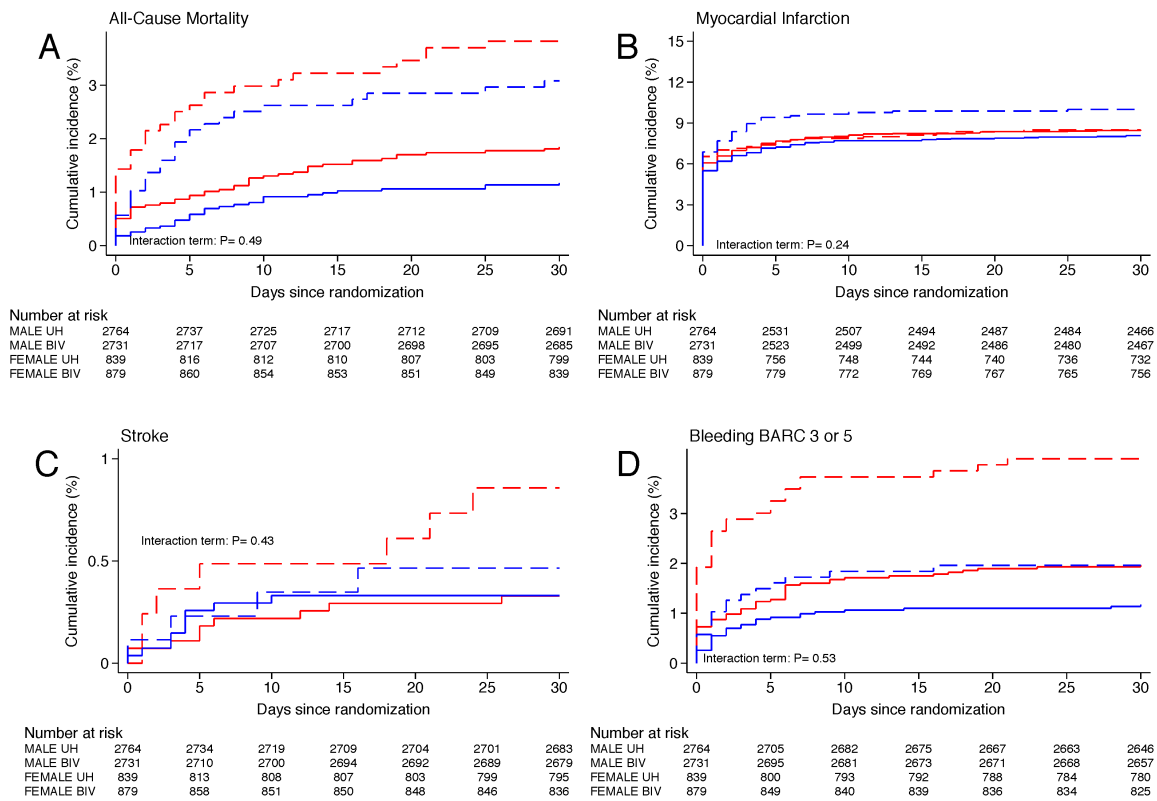 All-Cause Mortality
A
Cumulative incidence (%)
3
2
1
0
Interaction term: P= 0.49
0 5 10 15 20 25 30
Days since randomization
Number at risk
MALE UH 2764 2737 2725 2717 2712 2709 2691
MALE BIV 2731 2717 2707 2700 2698 2695 2685
FEMALE UH 839 816 812 810 807 803 799
FEMALE BIV 879 860 854 853 851 849 839
Myocardial Infarction
B
Cumulative incidence (%)
15
12
9
6
3
0
Interaction term: P= 0.24
0 5 10 15 20 25 30
Days since randomization
Number at risk
MALE UH 2764 2531 2507 2494 2487 2484 2466
MALE BIV 2731 2523 2499 2492 2486 2480 2467
FEMALE UH 839 756 748 744 740 736 732
FEMALE BIV 879 779 772 769 767 765 756
Stroke
C
Cumulative incidence (%)
1
0.5
0
Interaction term: P= 0.43
0 5 10 15 20 25 30
Days since randomization
Number at risk
MALE UH 2764 2734 2719 2709 2704 2701 2683
MALE BIV 2731 2710 2700 2694 2692 2689 2679
FEMALE UH 839 813 808 807 803 799 795
FEMALE BIV 879 858 851 850 848 846 836
Bleeding BARC 3 or 5
D
Cumulative incidence (%)
3
2
1
0
Interaction term: P= 0.53
0 5 10 15 20 25 30
Days since randomization
Number at risk
MALE UH 2764 2705 2682 2675 2667 2663 2646
MALE BIV 2731 2695 2681 2673 2671 2668 2657
FEMALE UH 839 800 793 792 788 784 780
FEMALE BIV 879 849 840 839 836 834 825